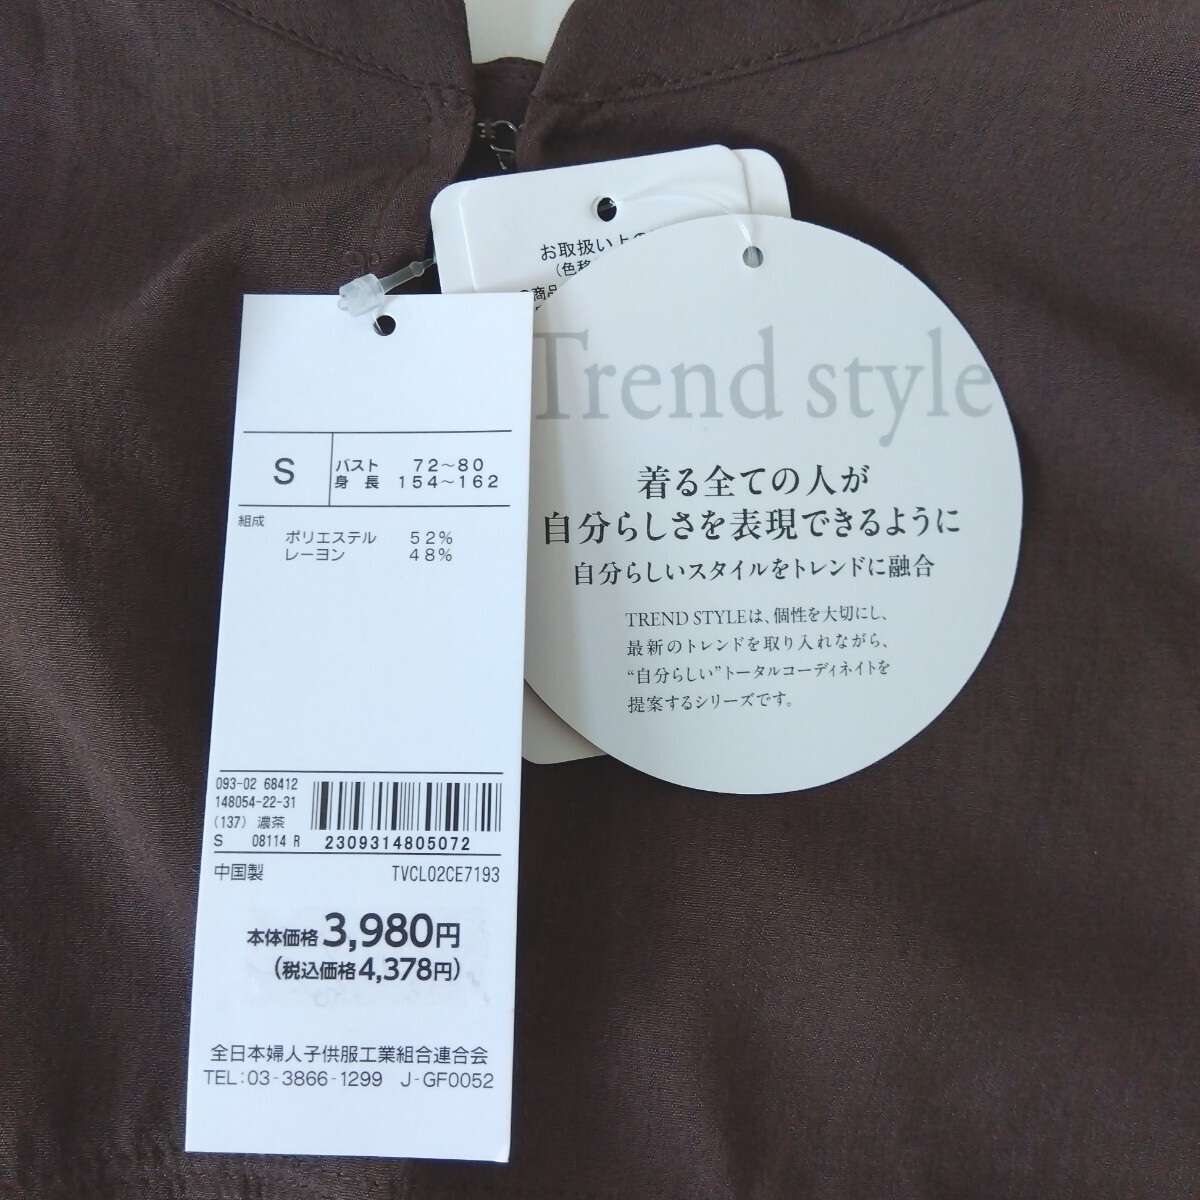 お取扱い上の
(色移
●商品
Trend style
着る全ての人が
自分らしさを表現できるように
自分らしいスタイルをトレンドに融合
TREND STYLEは、個性を大切にし、
最新のトレンドを取り入れながら、
“自分らしい”トータルコーディネイトを
提案するシリーズです。
S
バスト 72~80
身長 154~162
組成
ポリエステル 52%
レーヨン 48%
093-02 68412
148054-22-31
(137) 濃茶
S 08114 R
2309314805072
中国製 TVCL02CE7193
本体価格3,980円
(税込価格4,378円)
全日本婦人子供服工業組合連合会
TEL:03-3866-1299 J-GF0052